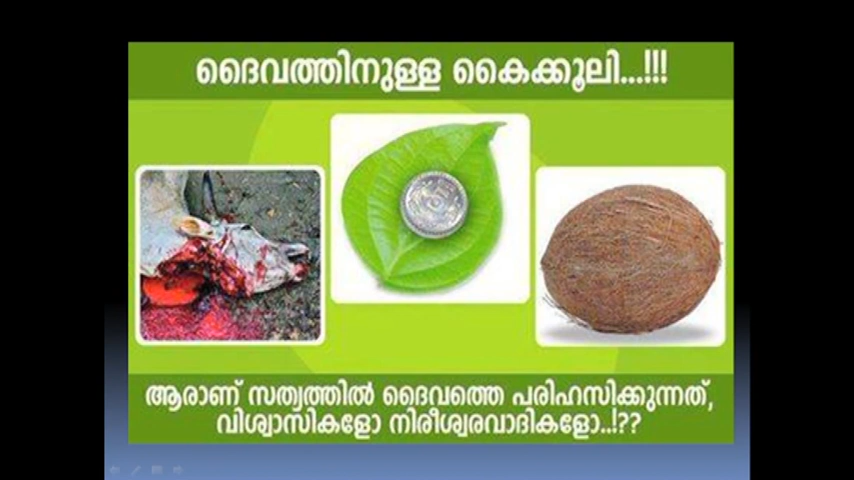 ദൈവത്തിനുള്ള കൈക്കൂലി...!!!
ആരാണ് സത്യത്തിൽ ദൈവത്തെ പരിഹസിക്കുന്നത്,
വിശ്വാസികളോ നിരീശ്വരവാദികളോ..!??